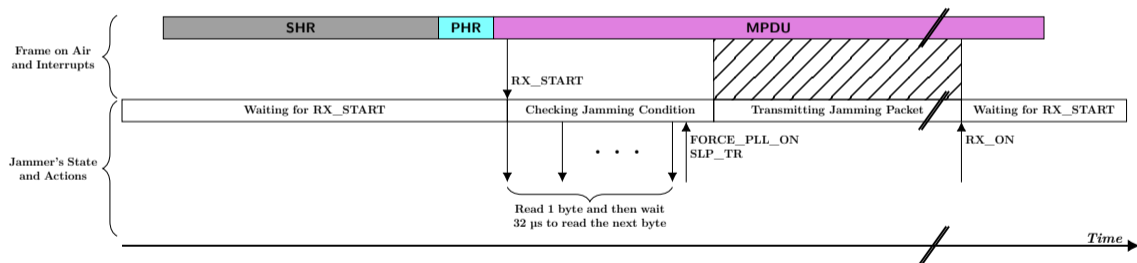 SHR PHR MPDU
Frame on Air
and Interrupts
RX_START
Waiting for RX_START Checking Jamming Condition Transmitting Jamming Packet Waiting for RX_START
Jammer's State
and Actions
. . .
FORCE_PLL_ON
SLP_TR
RX_ON
Read 1 byte and then wait
32 µs to read the next byte
Time